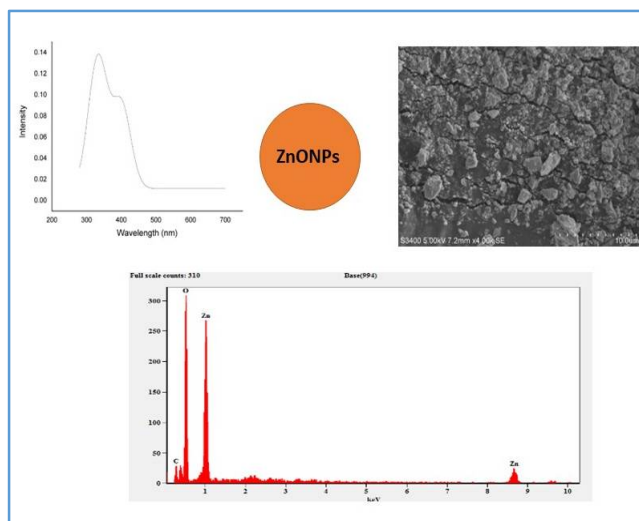 0.14
0.12
0.10
0.08
0.06
0.04
0.02
0.00
Intensity
200 300 400 500 600 700
Wavelength (nm)
ZnONPs
S3400 5.00kV 7.2mm x4.00k SE
10.0um
Full scale counts: 310 Base(994)
300
250
200
150
100
50
0
O
Zn
C
Zn
1 2 3 4 5 6 7 8 9 10
keV